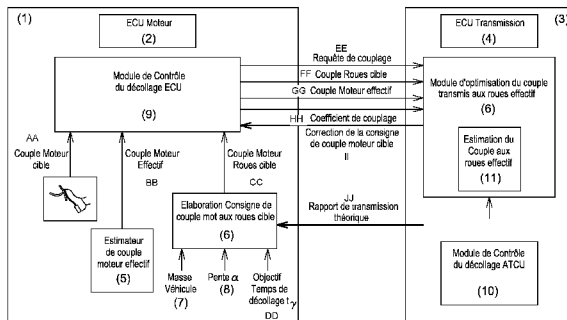 (1)
ECU Moteur
(2)
ECU Transmission
(4)
(3)
Module de Contrôle
du décollage ECU
(9)
EE
Requête de couplage
FF Couple Roues cible
GG Couple Moteur effectif
HH Coefficient de couplage
Correction de la consigne
de couple moteur cible
II
Module d'optimisation du couple
transmis aux roues effectif
(6)
Estimation du
Couple aux
roues effectif
(11)
AA
Couple Moteur
cible
Couple Moteur
Effectif
BB
Couple Moteur
Roues cible
CC
JJ
Rapport de transmission
théorique
Elaboration Consigne de
couple mot aux roues cible
(6)
Estimateur
de couple
moteur effectif
(5)
Masse
Véhicule
(7)
Pente α
(8)
Objectif
Temps de
décollage tγ
DD
Module de Contrôle
du décollage ATCU
(10)